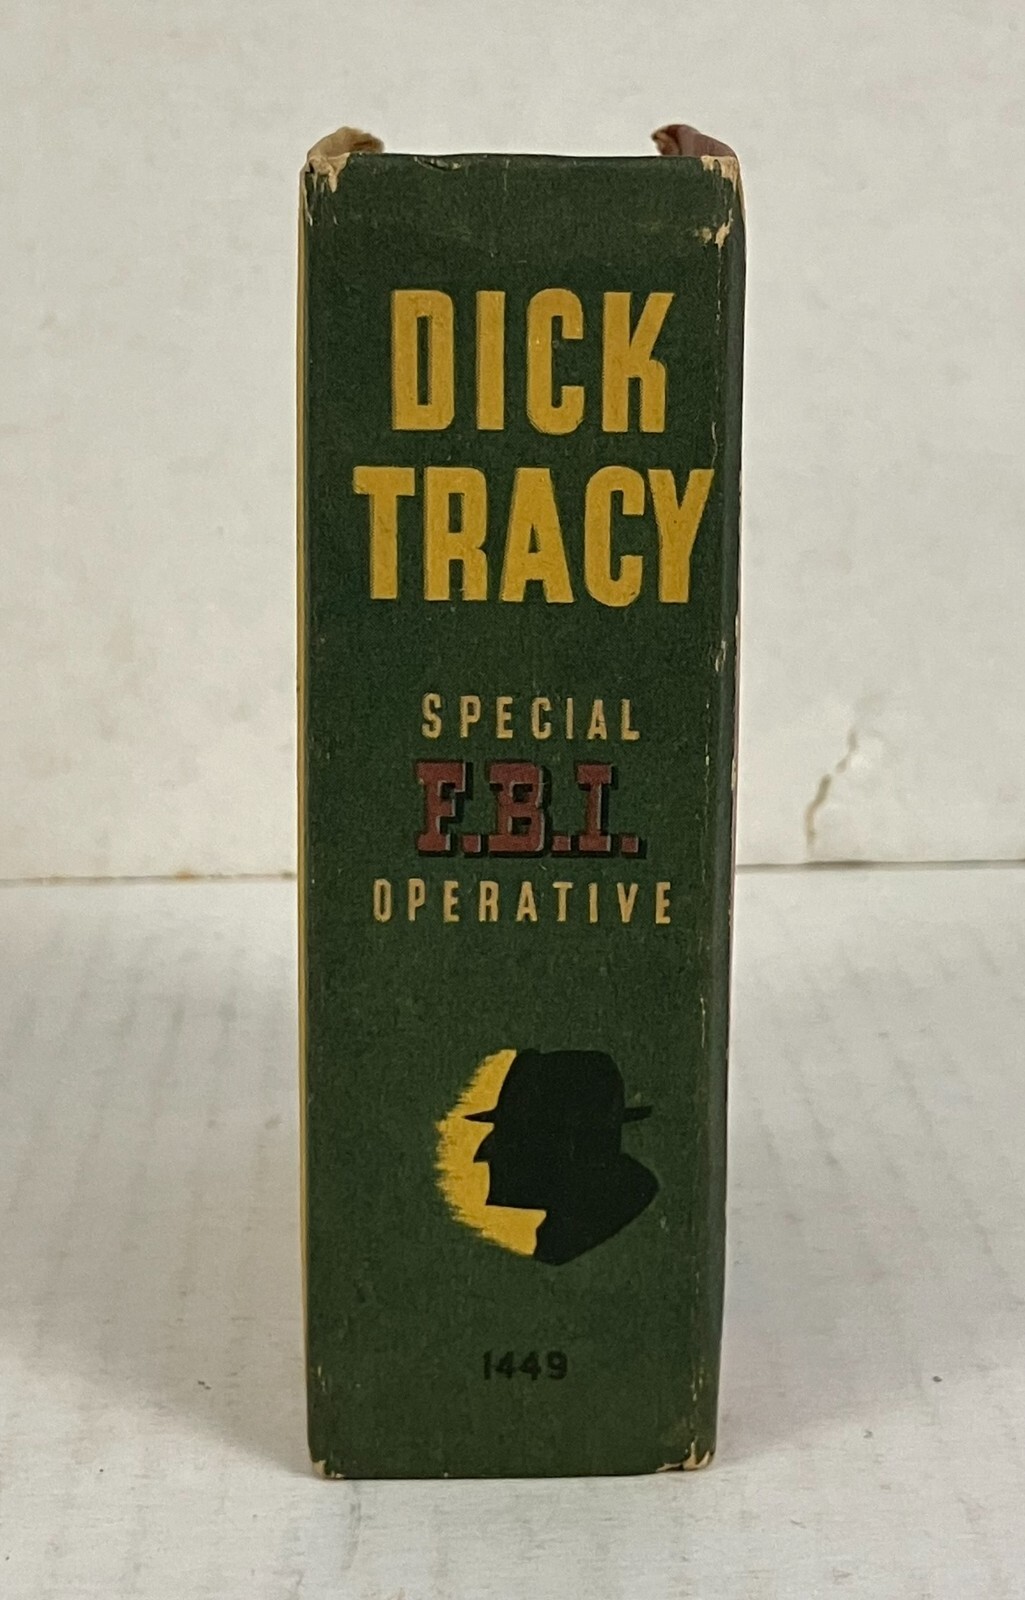 DICK
TRACY
SPECIAL
F.B.I.
OPERATIVE
1449